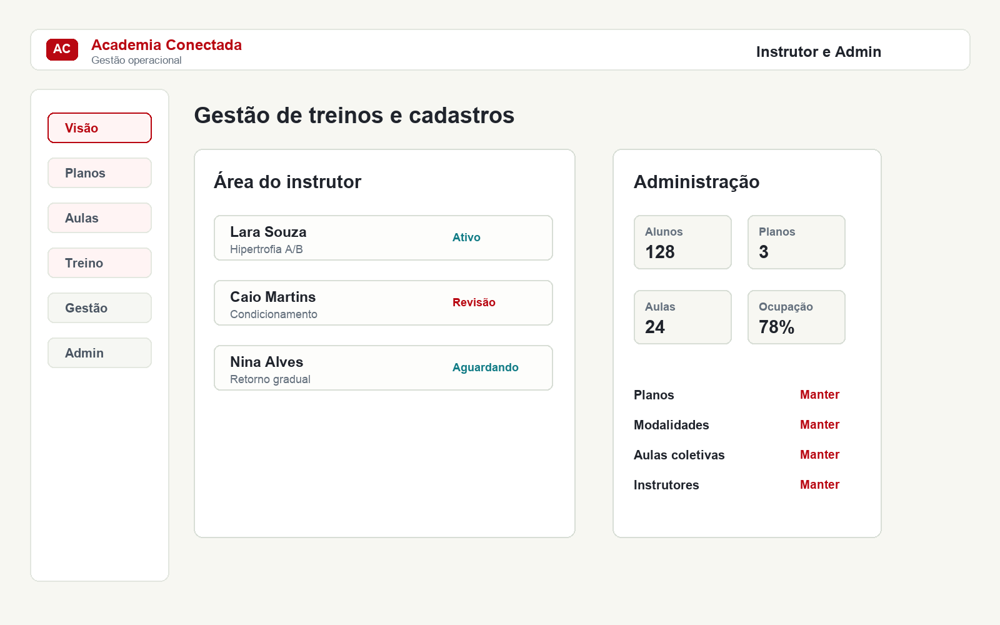 AC
Academia Conectada
Gestão operacional
Instrutor e Admin
Visão
Planos
Aulas
Treino
Gestão
Admin
Gestão de treinos e cadastros
Área do instrutor
Lara Souza
Hipertrofia A/B
Ativo
Caio Martins
Condicionamento
Revisão
Nina Alves
Retorno gradual
Aguardando
Administração
Alunos
128
Planos
3
Aulas
24
Ocupação
78%
Planos Manter
Modalidades Manter
Aulas coletivas Manter
Instrutores Manter